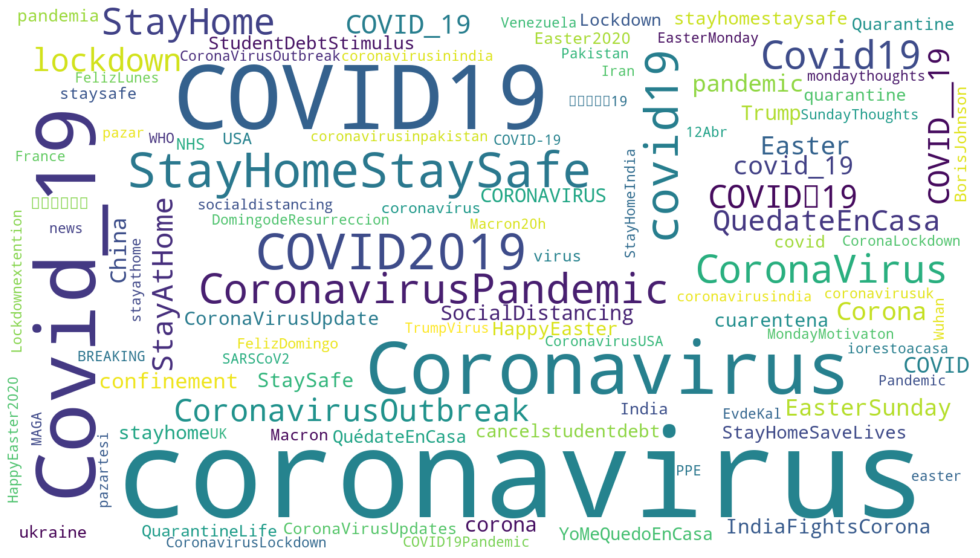 pandemia
StayHome
COVID_19
Venezuela
Lockdown
stayhomestaysafe
Quarantine
StudentDebtStimulus
Easter2020
EasterMonday
lockdown
CoronaVirusOutbreak
coronavirusinindia
Pakistan
Covid19
FelizLunes
COVID19
Iran
pandemic
mondaythoughts
staysafe
quarantine
COVID__19
BorisJohnson
19
Trump
SundayThoughts
Covid_19
pazar
WHO
NHS
USA
coronavirusinpakistan
COVID-19
covid19
12Abr
Easter
France
StayHomeStaySafe
covid_19
CORONAVIRUS
COVID19
socialdistancing
coronavirus
StayHomeIndia
QuedateEnCasa
DomingodeResurreccion
Macron20h
news
China
StayAtHome
stayathome
COVID2019
virus
covid
CoronaLockdown
Lockdownextention
CoronaVirus
CoronavirusPandemic
coronavirusindia
coronavirusuk
Wuhan
CoronaVirusUpdate
SocialDistancing
cuarentena
Corona
TrumpVirus
HappyEaster
MondayMotivaton
FelizDomingo
CoronavirusUSA
iorestoacasa
BREAKING
SARSCoV2
COVID
confinement
StaySafe
Coronavirus
Pandemic
HappyEaster2020
MAGA
CoronavirusOutbreak
India
EvdeKal
EasterSunday
stayhome
UK
Macron
QuédateEnCasa
cancelstudentdebt
StayHomeSaveLives
pazartesi
coronavirus
PPE
easter
ukraine
QuarantineLife
CoronaVirusUpdates
corona
YoMeQuedoEnCasa
IndiaFightsCorona
CoronavirusLockdown
COVID19Pandemic